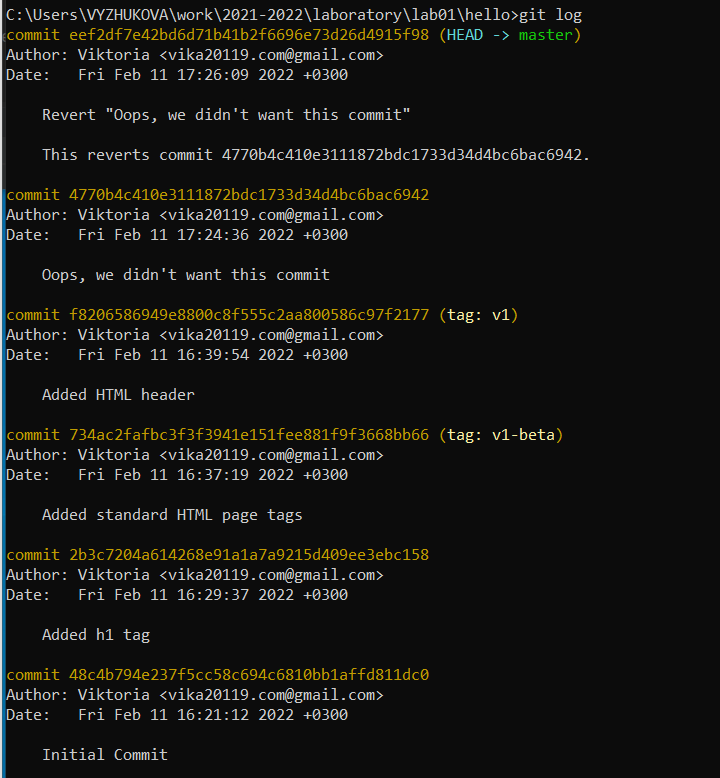 C:\Users\VYZHUKOVA\work\2021-2022\laboratory\lab01\hello>git log
commit eef2df7e42bd6d71b41b2f6696e73d26d4915f98 (HEAD -> master)
Author: Viktoria <vika20119.com@gmail.com>
Date:   Fri Feb 11 17:26:09 2022 +0300
    Revert "Oops, we didn't want this commit"
    This reverts commit 4770b4c410e3111872bdc1733d34d4bc6bac6942.
commit 4770b4c410e3111872bdc1733d34d4bc6bac6942
Author: Viktoria <vika20119.com@gmail.com>
Date:   Fri Feb 11 17:24:36 2022 +0300
    Oops, we didn't want this commit
commit f8206586949e8800c8f555c2aa800586c97f2177 (tag: v1)
Author: Viktoria <vika20119.com@gmail.com>
Date:   Fri Feb 11 16:39:54 2022 +0300
    Added HTML header
commit 734ac2fafbc3f3f3941e151fee881f9f3668bb66 (tag: v1-beta)
Author: Viktoria <vika20119.com@gmail.com>
Date:   Fri Feb 11 16:37:19 2022 +0300
    Added standard HTML page tags
commit 2b3c7204a614268e91a1a7a9215d409ee3ebc158
Author: Viktoria <vika20119.com@gmail.com>
Date:   Fri Feb 11 16:29:37 2022 +0300
    Added h1 tag
commit 48c4b794e237f5cc58c694c6810bb1affd811dc0
Author: Viktoria <vika20119.com@gmail.com>
Date:   Fri Feb 11 16:21:12 2022 +0300
    Initial Commit